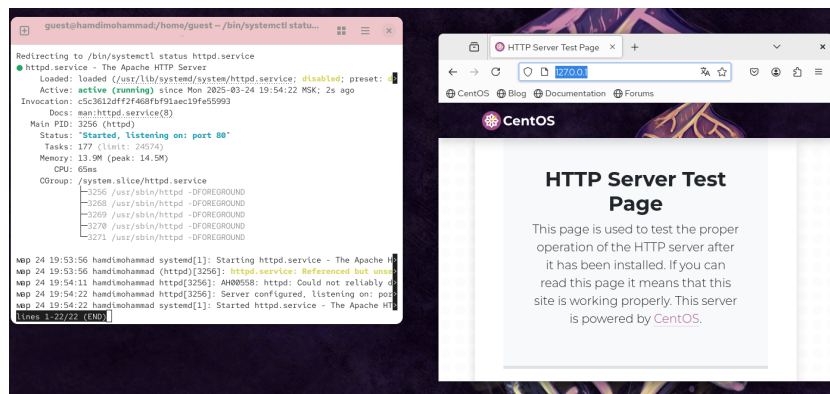 guest@hamdimohammad:/home/guest — /bin/systemctl statu...
Redirecting to /bin/systemctl status httpd.service
● httpd.service - The Apache HTTP Server
Loaded: loaded (/usr/lib/systemd/system/httpd.service; disabled; preset: d>
Active: active (running) since Mon 2025-03-24 19:54:22 MSK; 2s ago
Invocation: c5c3612dff2f468fbf91aec19fe55993
Docs: man:httpd.service(8)
Main PID: 3256 (httpd)
Status: "Started, listening on: port 80"
Tasks: 177 (limit: 24574)
Memory: 13.9M (peak: 14.5M)
CPU: 65ms
CGroup: /system.slice/httpd.service
├─3256 /usr/sbin/httpd -DFOREGROUND
├─3268 /usr/sbin/httpd -DFOREGROUND
├─3269 /usr/sbin/httpd -DFOREGROUND
├─3270 /usr/sbin/httpd -DFOREGROUND
└─3271 /usr/sbin/httpd -DFOREGROUND
мар 24 19:53:56 hamdimohammad systemd[1]: Starting httpd.service - The Apache H>
мар 24 19:53:56 hamdimohammad (httpd)[3256]: httpd.service: Referenced but unse>
мар 24 19:54:11 hamdimohammad httpd[3256]: AH00558: httpd: Could not reliably d>
мар 24 19:54:22 hamdimohammad httpd[3256]: Server configured, listening on: por>
мар 24 19:54:22 hamdimohammad systemd[1]: Started httpd.service - The Apache HT>
lines 1-22/22 (END)
HTTP Server Test Page
127.0.0.1
CentOS Blog Documentation Forums
CentOS
HTTP Server Test
Page
This page is used to test the proper
operation of the HTTP server after
it has been installed. If you can
read this page it means that this
site is working properly. This server
is powered by CentOS.